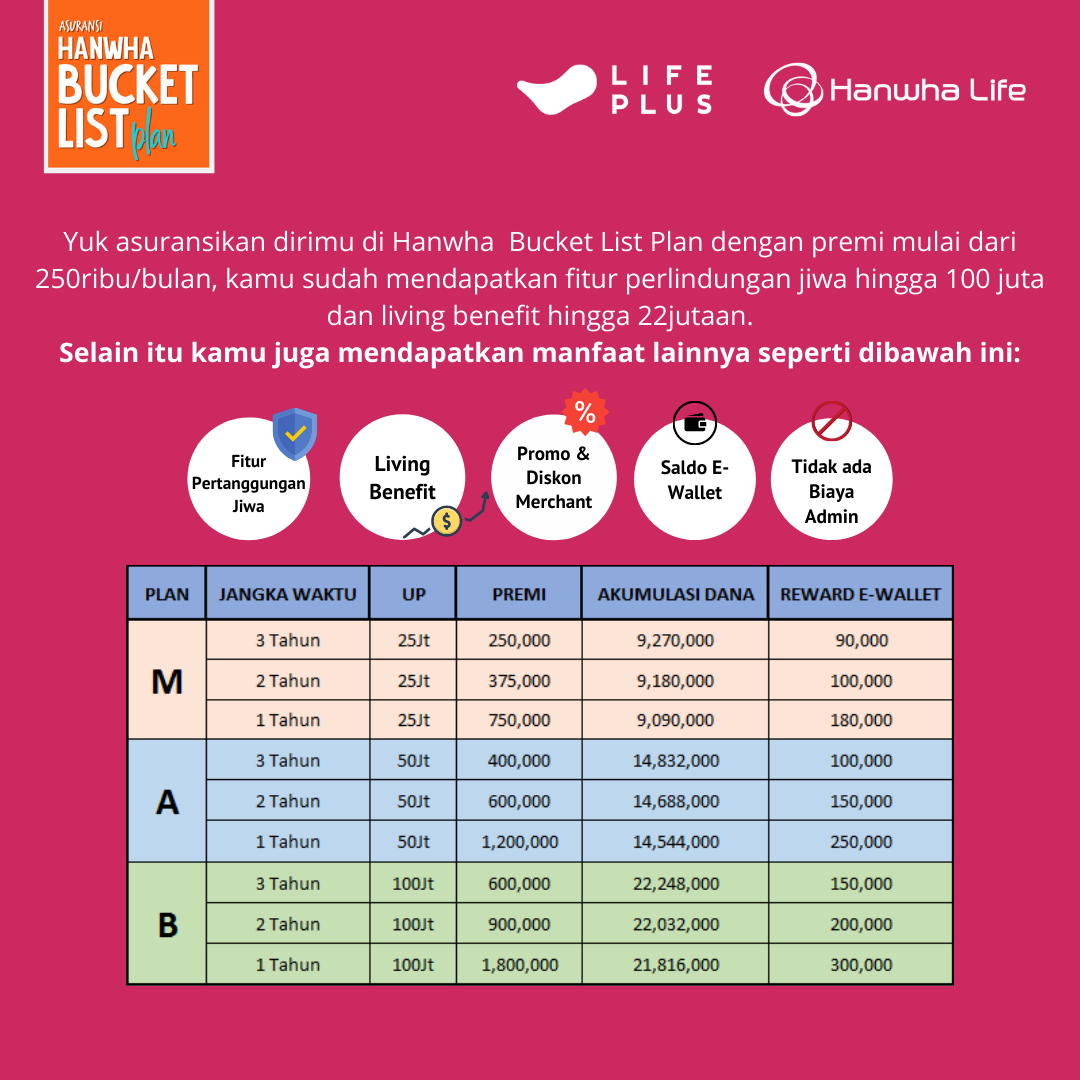 ASURANSI
HANWHA
BUCKET
LIST plan
LIFE
PLUS
Hanwha Life
Yuk asuransikan dirimu di Hanwha  Bucket List Plan dengan premi mulai dari
250ribu/bulan, kamu sudah mendapatkan fitur perlindungan jiwa hingga 100 juta
dan living benefit hingga 22jutaan.
Selain itu kamu juga mendapatkan manfaat lainnya seperti dibawah ini:
Fitur
Pertanggungan
Jiwa
Living
Benefit
$
%
Promo &
Diskon
Merchant
Saldo E-
Wallet
Tidak ada
Biaya
Admin
PLAN JANGKA WAKTU UP PREMI AKUMULASI DANA REWARD E-WALLET
M
3 Tahun 25Jt 250,000 9,270,000 90,000
2 Tahun 25Jt 375,000 9,180,000 100,000
1 Tahun 25Jt 750,000 9,090,000 180,000
A
3 Tahun 50Jt 400,000 14,832,000 100,000
2 Tahun 50Jt 600,000 14,688,000 150,000
1 Tahun 50Jt 1,200,000 14,544,000 250,000
B
3 Tahun 100Jt 600,000 22,248,000 150,000
2 Tahun 100Jt 900,000 22,032,000 200,000
1 Tahun 100Jt 1,800,000 21,816,000 300,000